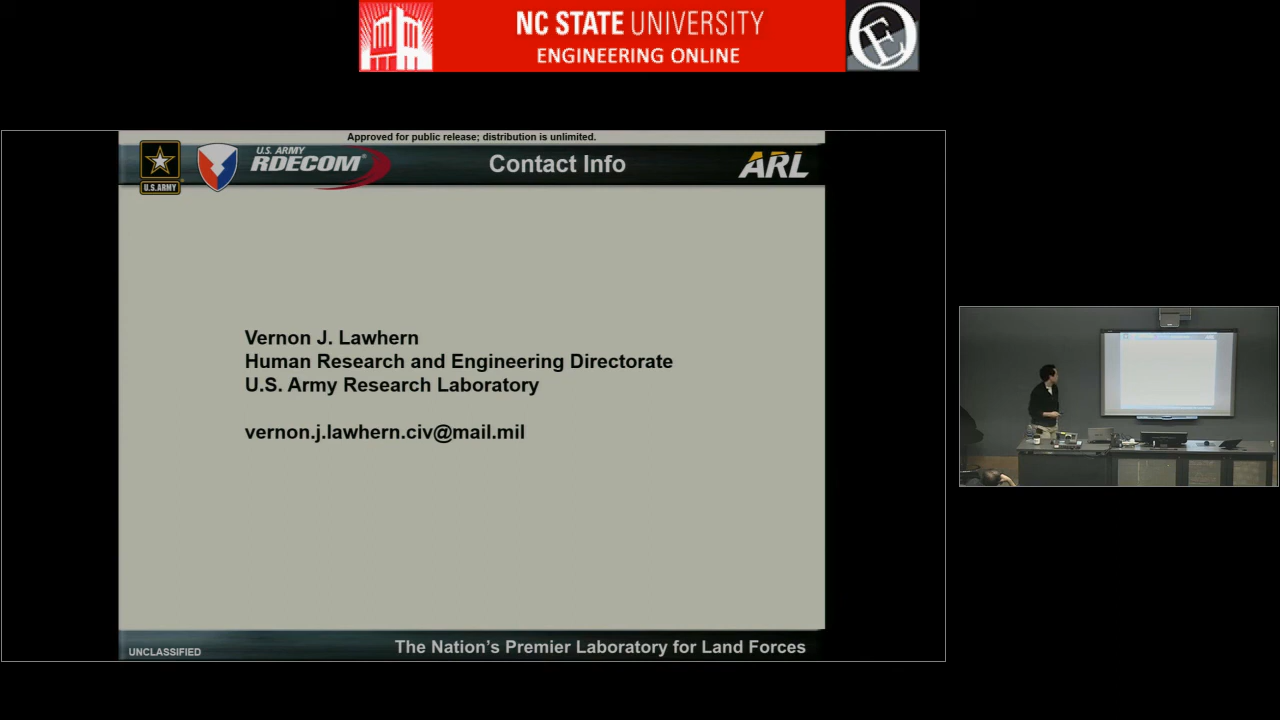 NC STATE UNIVERSITY
ENGINEERING ONLINE
Approved for public release; distribution is unlimited.
U.S. ARMY
U.S. ARMY
RDECOM®
Contact Info
ARL
Vernon J. Lawhern
Human Research and Engineering Directorate
U.S. Army Research Laboratory
vernon.j.lawhern.civ@mail.mil
UNCLASSIFIED
The Nation's Premier Laboratory for Land Forces